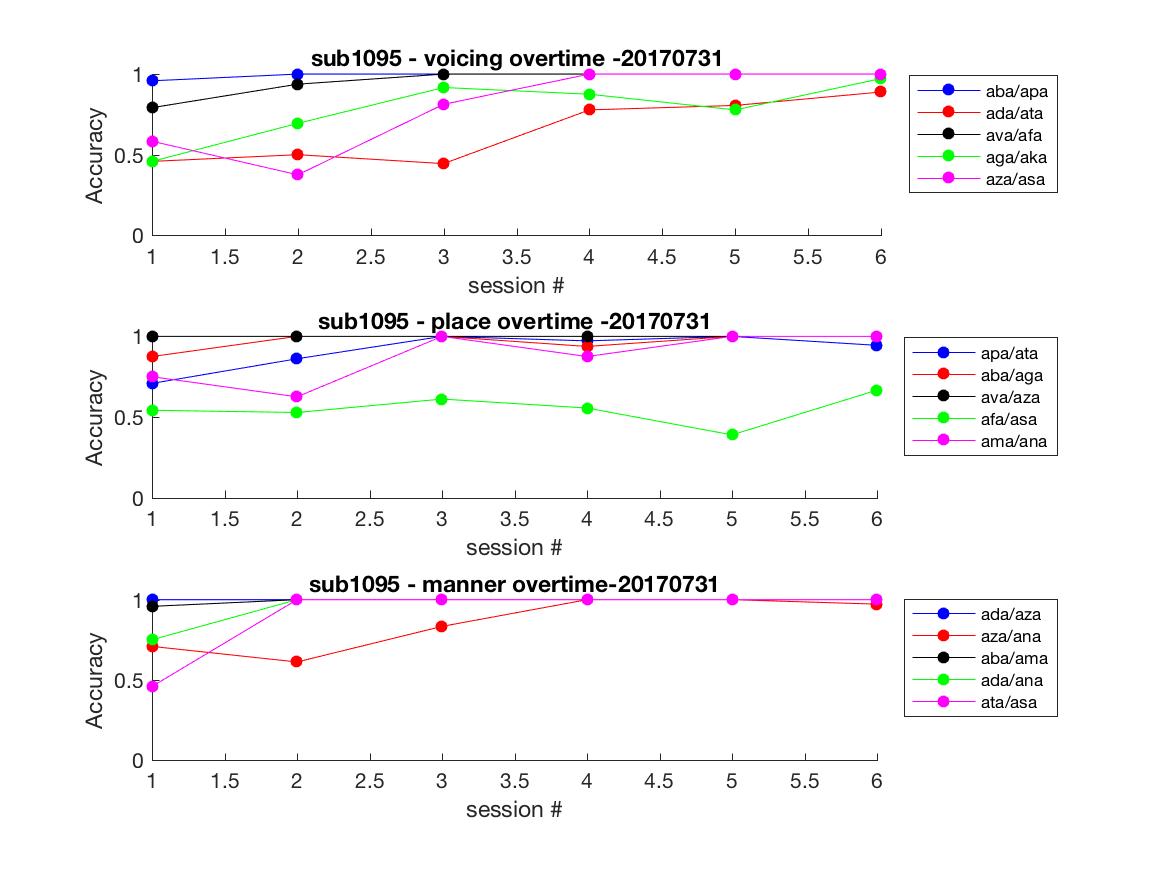 sub1095 - voicing overtime -20170731
1
0.5
0
Accuracy
1 1.5 2 2.5 3 3.5 4 4.5 5 5.5 6
session #
aba/apa
ada/ata
ava/afa
aga/aka
aza/asa
sub1095 - place overtime -20170731
1
0.5
0
Accuracy
1 1.5 2 2.5 3 3.5 4 4.5 5 5.5 6
session #
apa/ata
aba/aga
ava/aza
afa/asa
ama/ana
sub1095 - manner overtime-20170731
1
0.5
0
Accuracy
1 1.5 2 2.5 3 3.5 4 4.5 5 5.5 6
session #
ada/aza
aza/ana
aba/ama
ada/ana
ata/asa